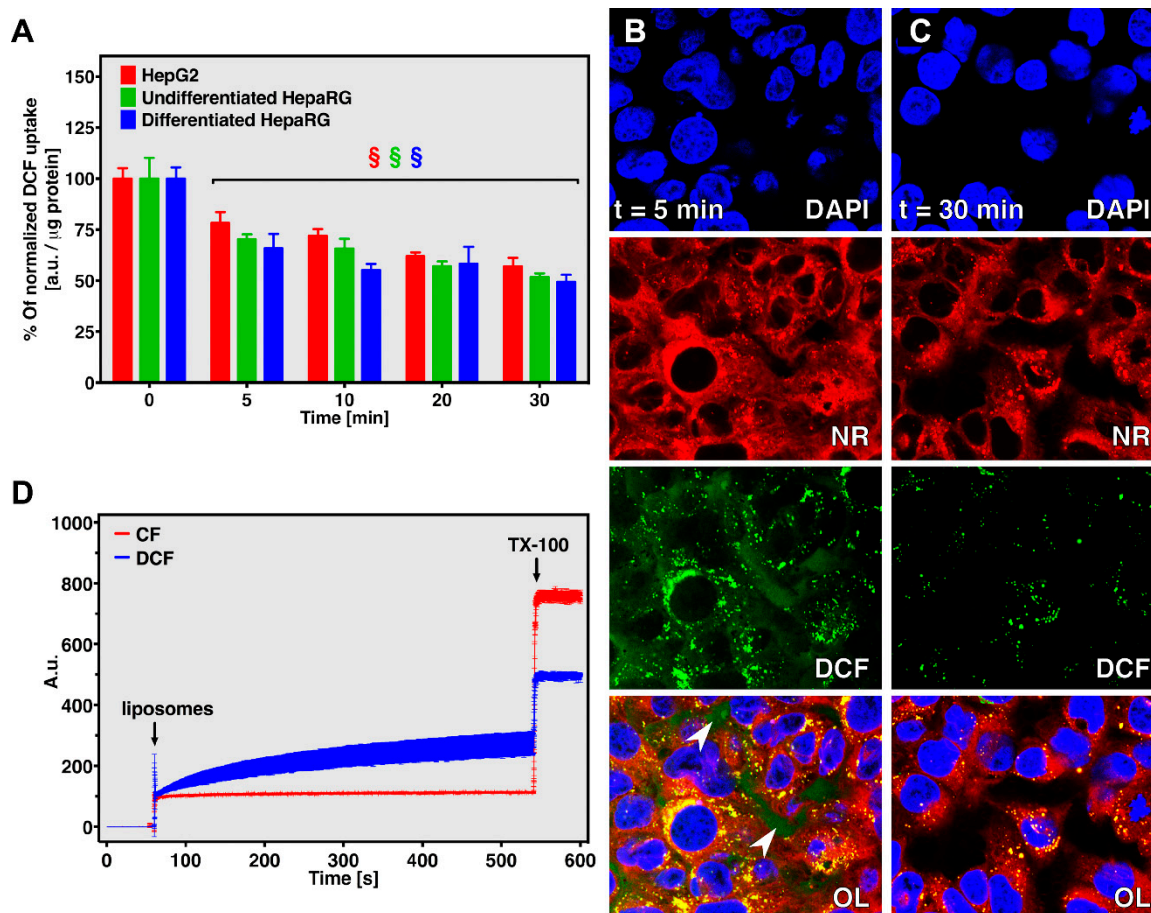 A
% Of normalized DCF uptake
[a.u. / µg protein]
150
125
100
75
50
25
0
HepG2
Undifferentiated HepaRG
Differentiated HepaRG
§ § §
0 5 10 20 30
Time [min]
B
t = 5 min DAPI
NR
DCF
OL
C
t = 30 min DAPI
NR
DCF
OL
D
A.u.
1000
800
600
400
200
0
CF
DCF
liposomes
TX-100
0 100 200 300 400 500 600
Time [s]